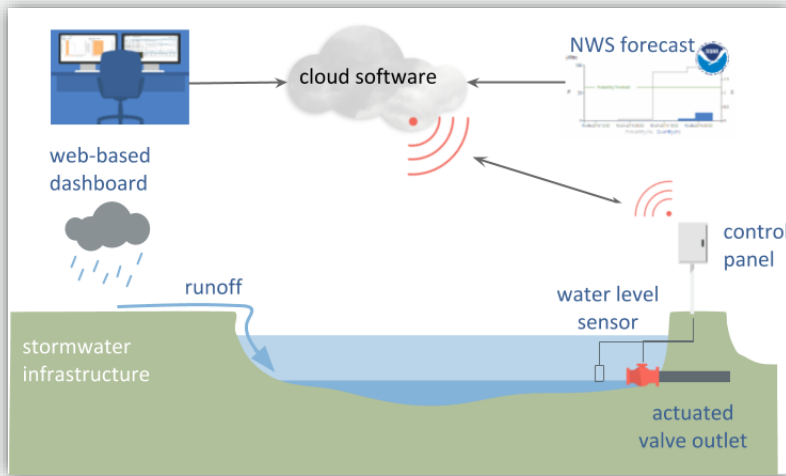 NWS forecast
cloud software
web-based
dashboard
control
panel
runoff
water level
sensor
stormwater
infrastructure
actuated
valve outlet